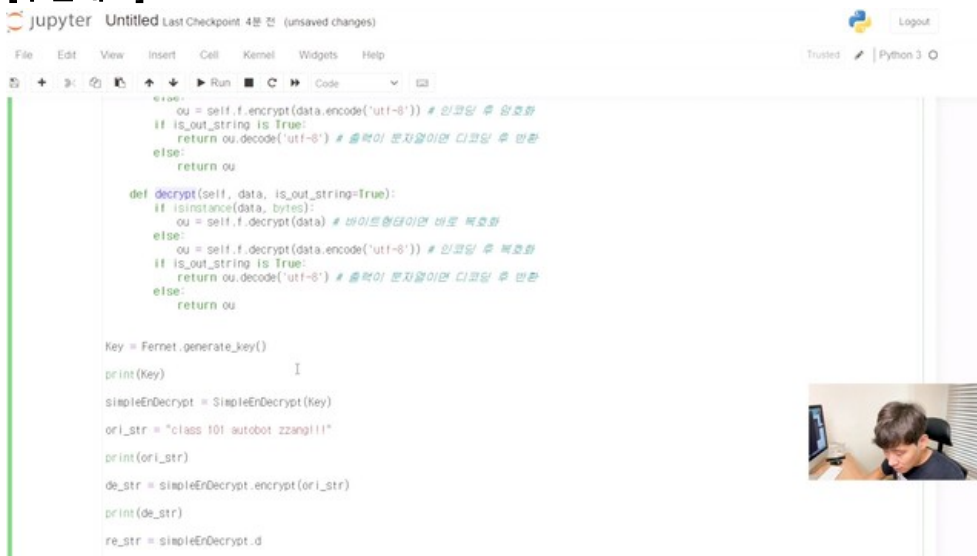 jupyter Untitled Last Checkpoint 4분 전 (unsaved changes) Logout
File Edit View Insert Cell Kernel Widgets Help Trusted Python 3
Run Code
else:
ou = self.f.encrypt(data.encode('utf-8')) # 인코딩 후 암호화
if is_out_string is True:
return ou.decode('utf-8') # 출력이 문자열이면 디코딩 후 반환
else:
return ou
def decrypt(self, data, is_out_string=True):
if isinstance(data, bytes):
ou = self.f.decrypt(data) # 바이트형태이면 바로 복호화
else:
ou = self.f.decrypt(data.encode('utf-8')) # 인코딩 후 복호화
if is_out_string is True:
return ou.decode('utf-8') # 출력이 문자열이면 디코딩 후 반환
else:
return ou
Key = Fernet.generate_key()
print(Key)
simpleEnDecrypt = SimpleEnDecrypt(Key)
ori_str = "class 101 autobot zzang!!!"
print(ori_str)
de_str = simpleEnDecrypt.encrypt(ori_str)
print(de_str)
re_str = simpleEnDecrypt.d